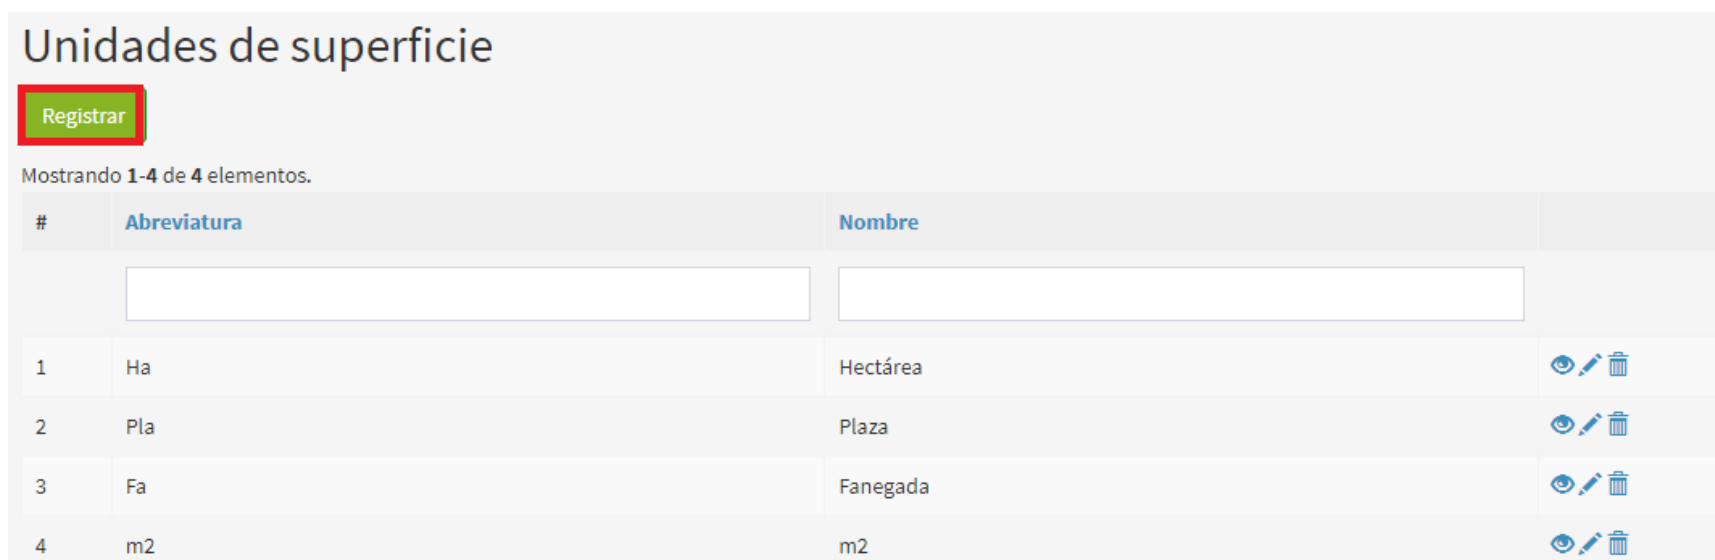 Unidades de superficie
Registrar
Mostrando 1-4 de 4 elementos.
# Abreviatura Nombre
1 Ha Hectárea
2 Pla Plaza
3 Fa Fanegada
4 m2 m2